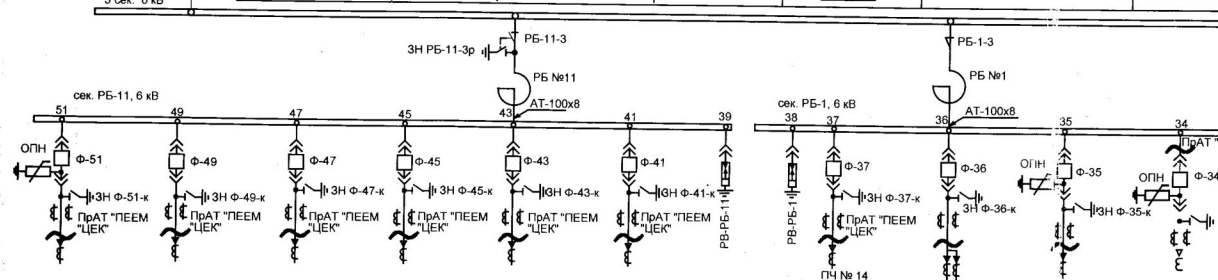 3 сек. 6 кВ
РБ-11-3
РБ-1-3
ЗН РБ-11-3р
РБ №11
РБ №1
сек. РБ-11, 6 кВ
АТ-100х8
сек. РБ-1, 6 кВ
АТ-100х8
51
49
47
45
43
41
39
38
37
36
35
34
ПрАТ "
ОПН
Ф-51
Ф-49
Ф-47
Ф-45
Ф-43
Ф-41
Ф-37
Ф-36
ОПН
Ф-35
ОПН
Ф-34
ЗН Ф-51-к
ЗН Ф-49-к
ЗН Ф-47-к
ЗН Ф-45-к
ЗН Ф-43-к
ЗН Ф-41-к
РВ-РБ-11
РВ-РБ-1
ЗН Ф-37-к
ЗН Ф-36-к
ЗН Ф-35-к
ПрАТ "ПЕЕМ
"ЦЕК"
ПрАТ "ПЕЕМ
"ЦЕК"
ПрАТ "ПЕЕМ
"ЦЕК"
ПрАТ "ПЕЕМ
"ЦЕК"
ПрАТ "ПЕЕМ
"ЦЕК"
ПрАТ "ПЕЕМ
"ЦЕК"
ПрАТ "ПЕЕМ
ЦЕК"
ПЧ № 14